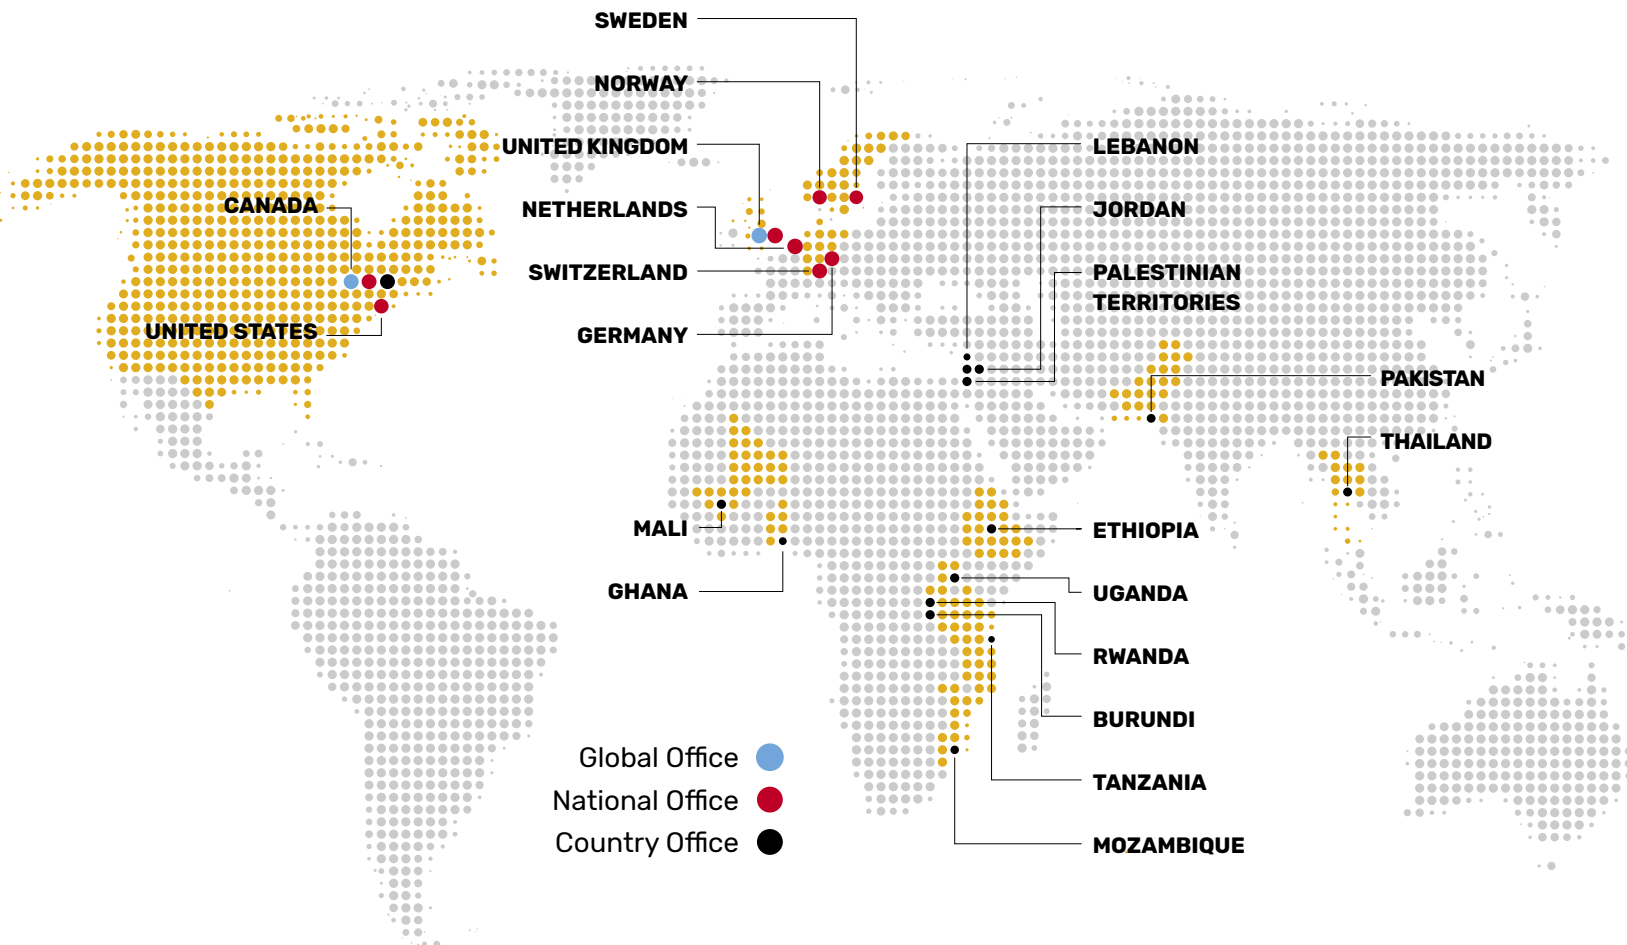 SWEDEN
NORWAY
UNITED KINGDOM
LEBANON
CANADA
NETHERLANDS
JORDAN
SWITZERLAND
PALESTINIAN
TERRITORIES
UNITED STATES
GERMANY
PAKISTAN
THAILAND
MALI
ETHIOPIA
GHANA
UGANDA
RWANDA
BURUNDI
Global Office
National Office
Country Office
TANZANIA
MOZAMBIQUE